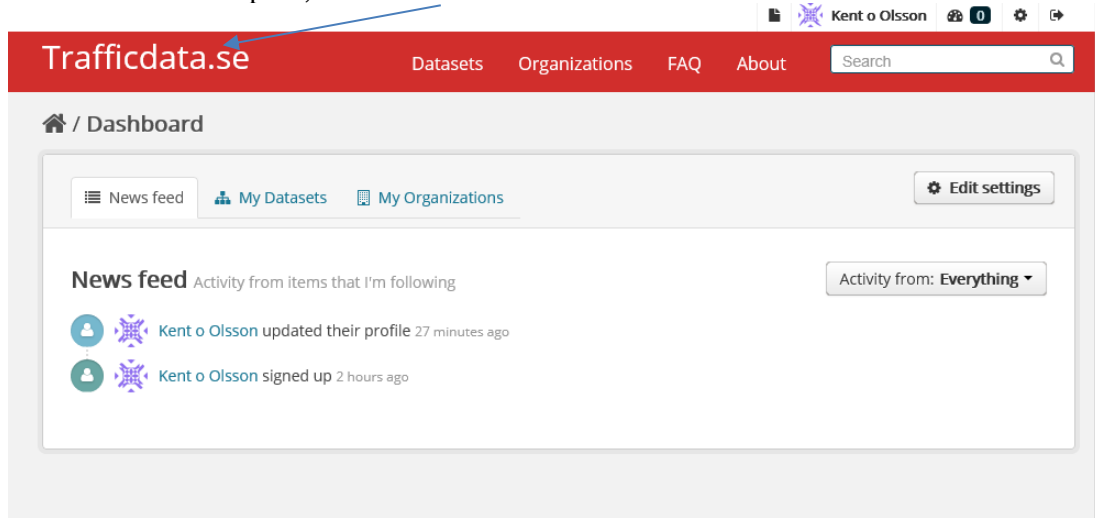 Kent o Olsson 0
Trafficdata.se Datasets Organizations FAQ About Search
/ Dashboard
News feed My Datasets My Organizations Edit settings
News feed Activity from items that I'm following Activity from: Everything
Kent o Olsson updated their profile 27 minutes ago
Kent o Olsson signed up 2 hours ago